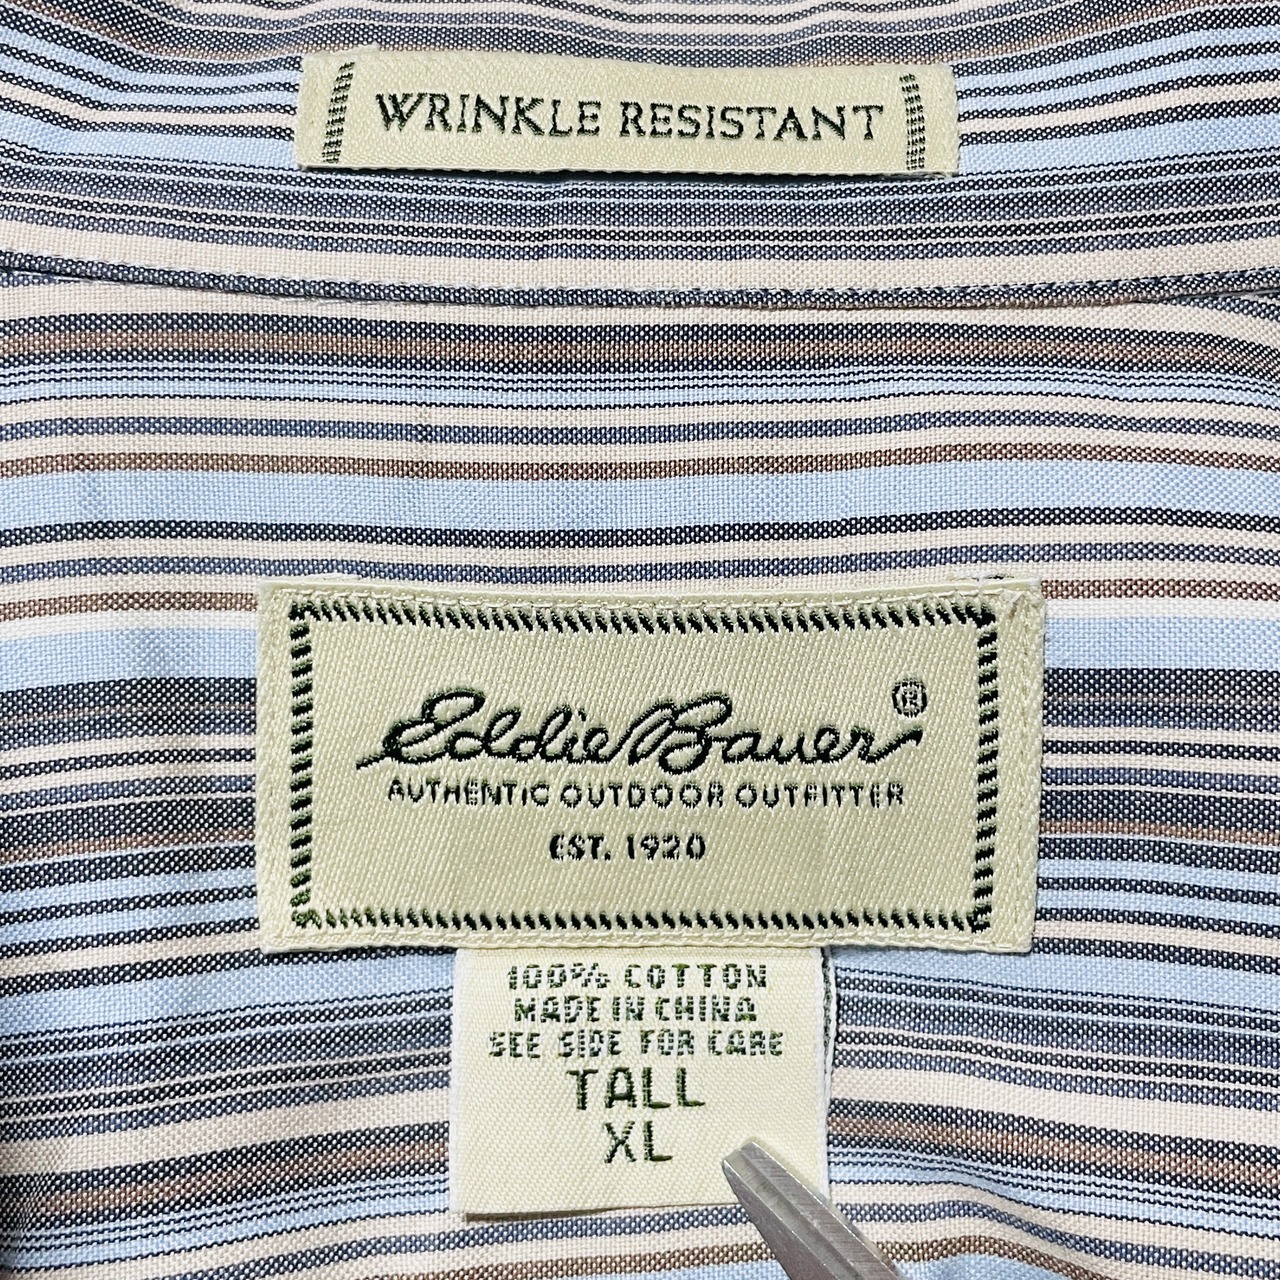 WRINKLE RESISTANT
Eddie Bauer®
AUTHENTIC OUTDOOR OUTFITTER
EST. 1920
100% COTTON
MADE IN CHINA
SEE SIDE FOR CARE
TALL
XL